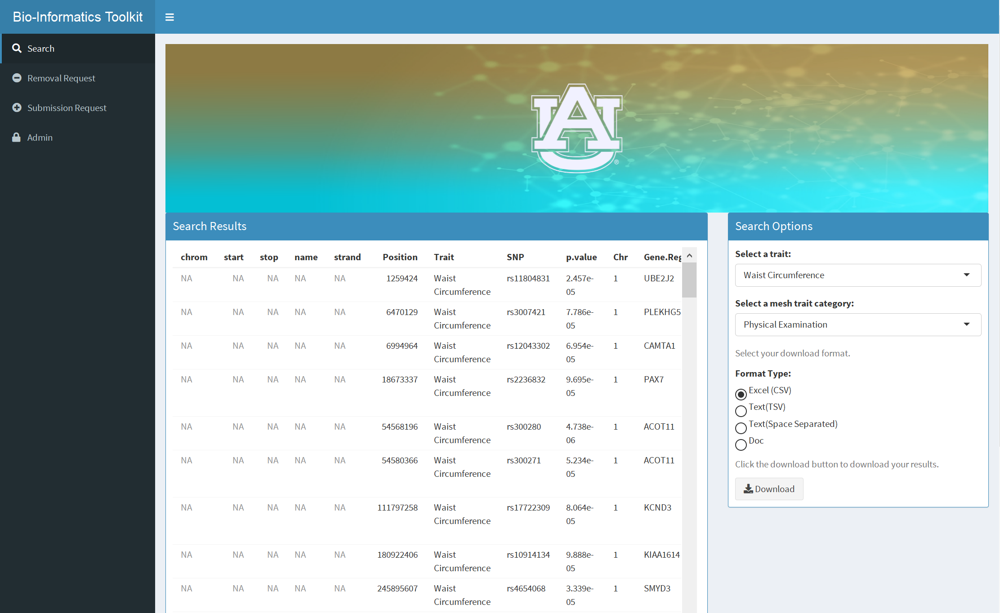 Bio-Informatics Toolkit
Search
Removal Request
Submission Request
Admin
AU
®
Search Results
chrom start stop name strand Position Trait SNP p.value Chr Gene.Reg
NA NA NA NA NA 1259424 Waist rs11804831 2.457e- 1 UBE2J2
Circumference 05
NA NA NA NA NA 6470129 Waist rs3007421 7.786e- 1 PLEKHG5
Circumference 05
NA NA NA NA NA 6994964 Waist rs12043302 6.954e- 1 CAMTA1
Circumference 05
NA NA NA NA NA 18673337 Waist rs2236832 9.695e- 1 PAX7
Circumference 05
NA NA NA NA NA 54568196 Waist rs300280 4.738e- 1 ACOT11
Circumference 06
NA NA NA NA NA 54580366 Waist rs300271 5.234e- 1 ACOT11
Circumference 05
NA NA NA NA NA 111797258 Waist rs17722309 8.064e- 1 KCND3
Circumference 05
NA NA NA NA NA 180922406 Waist rs10914134 9.888e- 1 KIAA1614
Circumference 05
NA NA NA NA NA 245895607 Waist rs4654068 3.339e- 1 SMYD3
Circumference 05
Search Options
Select a trait:
Waist Circumference
Select a mesh trait category:
Physical Examination
Select your download format.
Format Type:
Excel (CSV)
Text(TSV)
Text(Space Separated)
Doc
Click the download button to download your results.
Download